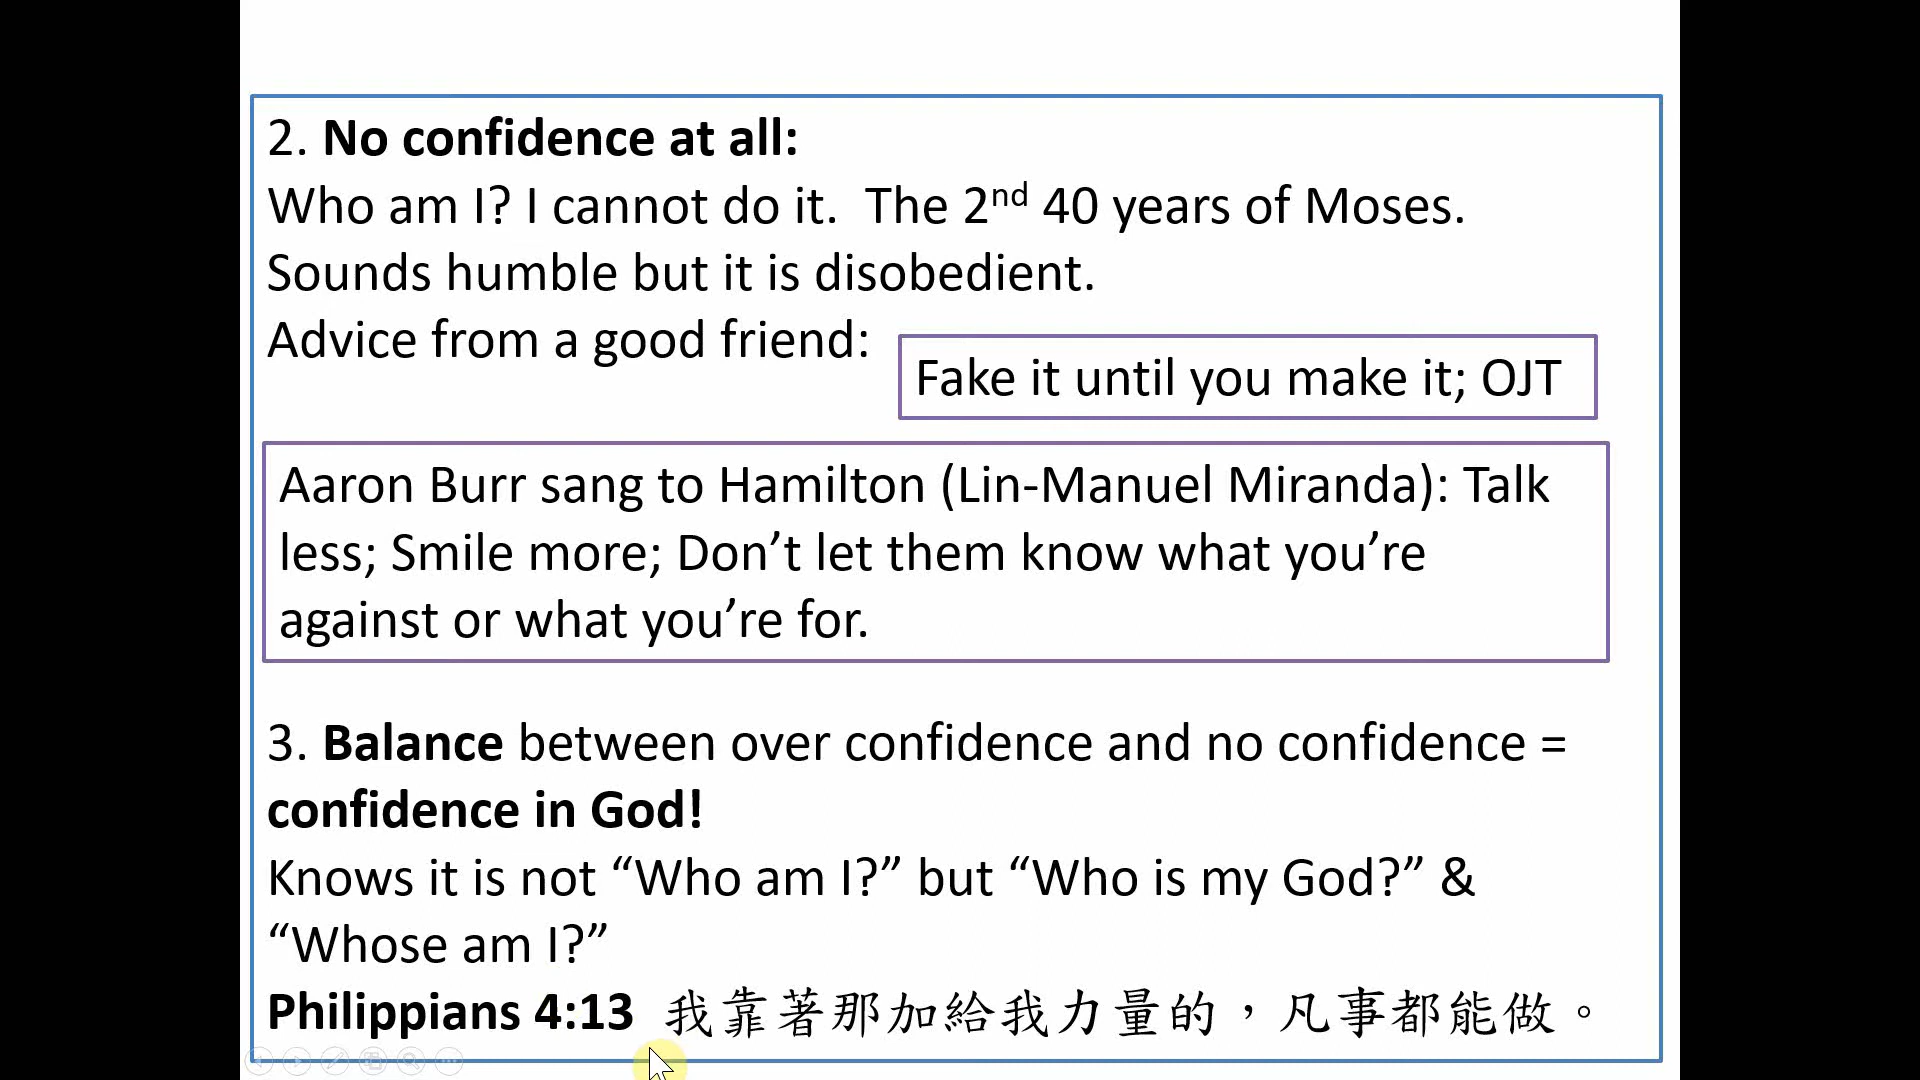 2. No confidence at all:
Who am I? I cannot do it.  The 2nd 40 years of Moses.
Sounds humble but it is disobedient.
Advice from a good friend:
Fake it until you make it; OJT
Aaron Burr sang to Hamilton (Lin-Manuel Miranda): Talk
less; Smile more; Don’t let them know what you’re
against or what you’re for.
3. Balance between over confidence and no confidence =
confidence in God!
Knows it is not “Who am I?” but “Who is my God?” &
“Whose am I?”
Philippians 4:13  我靠著那加給我力量的，凡事都能做。